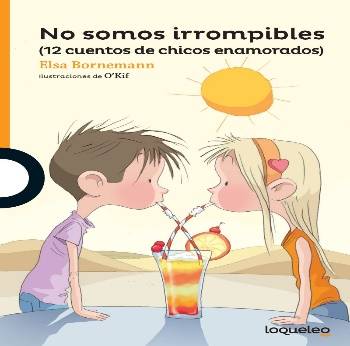 No somos irrompibles
(12 cuentos de chicos enamorados)
Elsa Bornemann
Ilustraciones de O'Kif
loqueleo